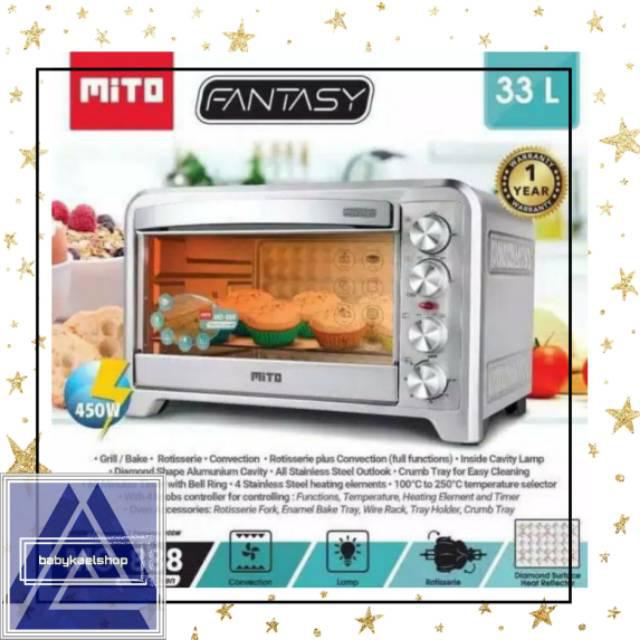 MITO
FANTASY
33 L
WARRANTY
1
YEAR
WARRANTY
FANTASY
MITO
450W
• Grill / Bake • Rotisserie • Convection • Rotisserie plus Convection (full functions) • Inside Cavity Lamp
• Diamond Shape Alumunium Cavity • All Stainless Steel Outlook • Crumb Tray for Easy Cleaning
with Bell Ring • 4 Stainless Steel heating elements • 100°C to 250°C temperature selector
controller for controlling : Functions, Temperature, Heating Element and Timer
Rotisserie Fork, Enamel Bake Tray, Wire Rack, Tray Holder, Crumb Tray
babykaelshop
Convection
Lamp
Rotisserie
Diamond Surface
Heat Reflector